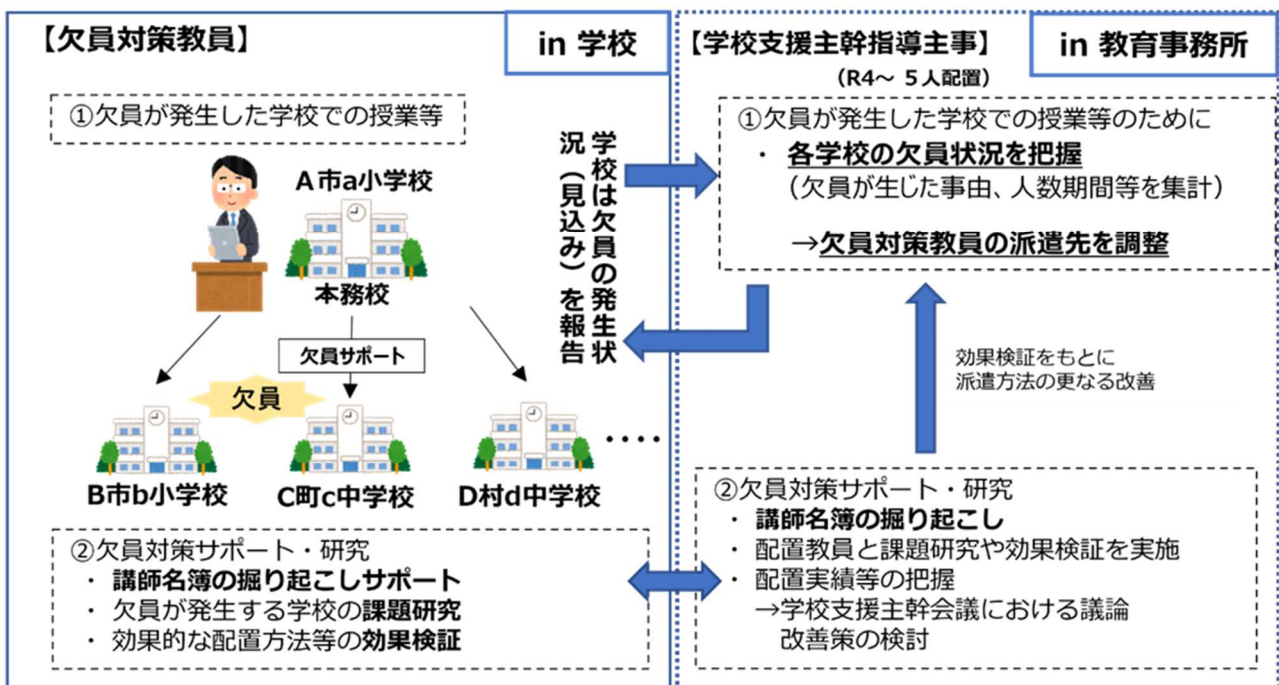 【欠員対策教員】
in 学校
①欠員が発生した学校での授業等
A市a小学校
本務校
欠員サポート
欠員
B市b小学校
C町c中学校
D村d中学校
‥‥
②欠員対策サポート・研究
・ 講師名簿の掘り起こしサポート
・ 欠員が発生する学校の課題研究
・ 効果的な配置方法等の効果検証
学校は欠員の発生状
況（見込み）を報告
【学校支援主幹指導主事】
（R4～ 5人配置）
in 教育事務所
①欠員が発生した学校での授業等のために
・ 各学校の欠員状況を把握
（欠員が生じた事由、人数期間等を集計）
→欠員対策教員の派遣先を調整
効果検証をもとに
派遣方法の更なる改善
②欠員対策サポート・研究
・ 講師名簿の掘り起こし
・ 配置教員と課題研究や効果検証を実施
・ 配置実績等の把握
→学校支援主幹会議における議論
改善策の検討